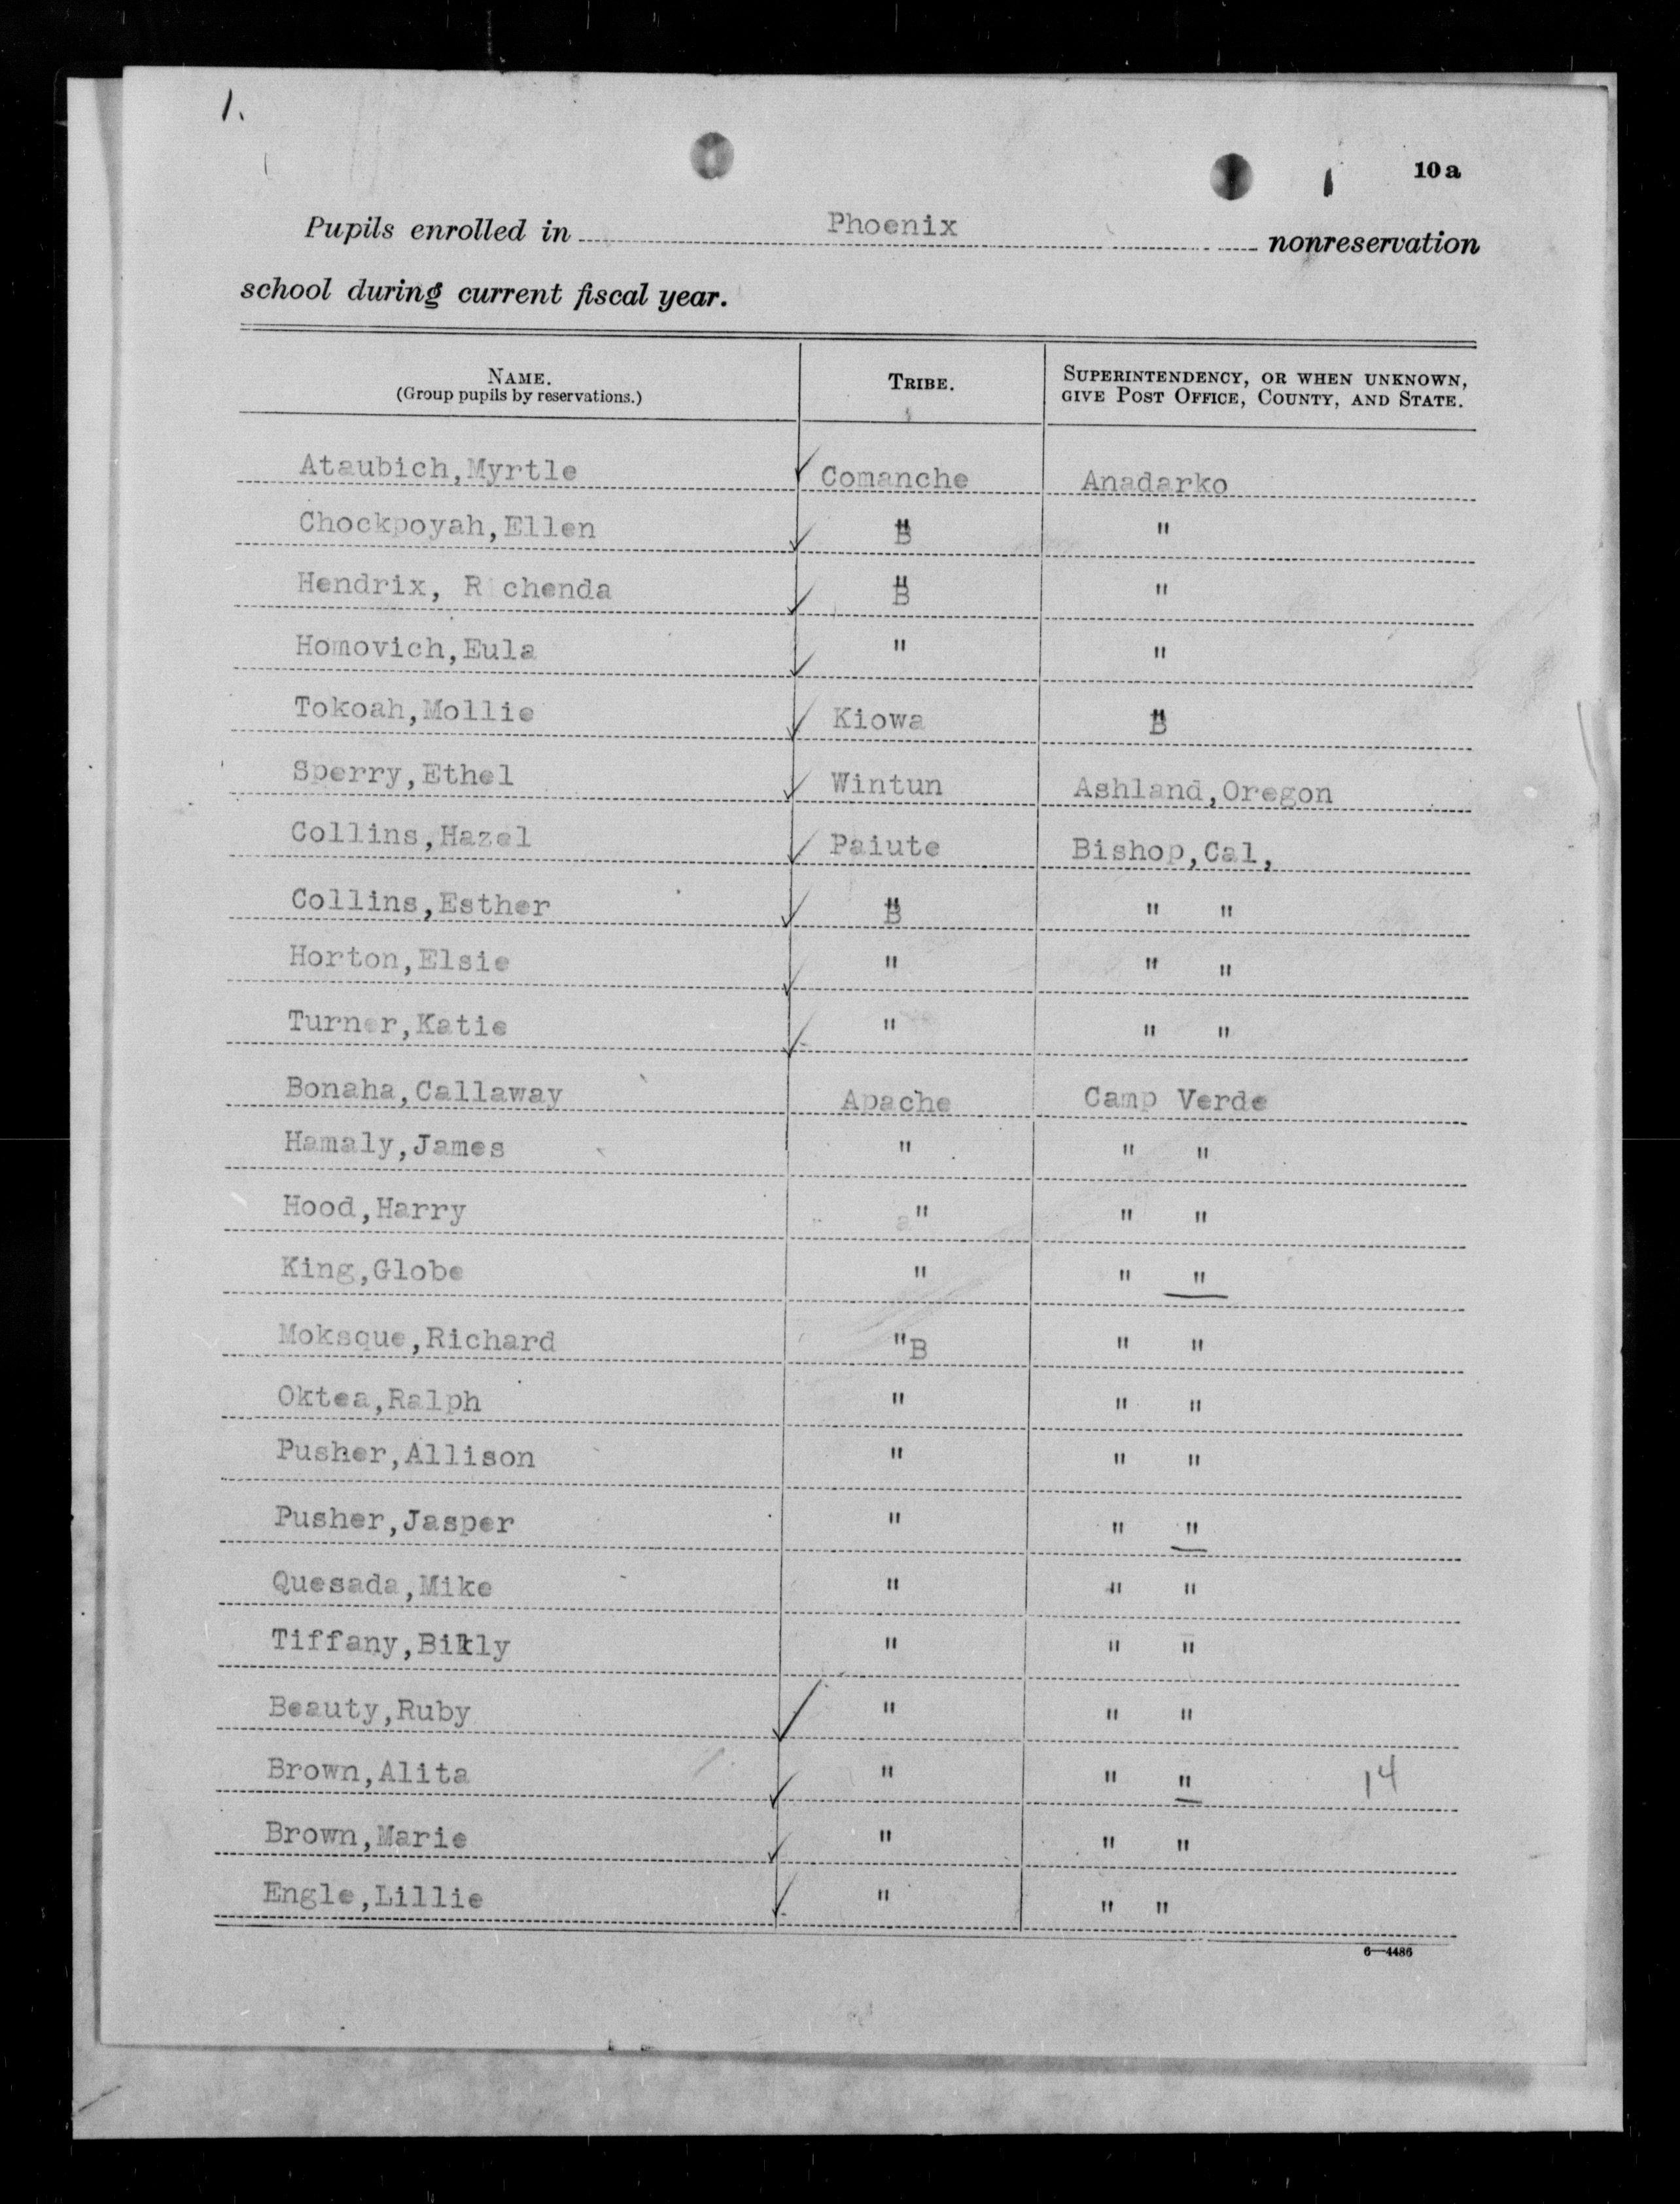 1.
10a
Pupils enrolled in Phoenix nonreservation
school during current fiscal year.
NAME. TRIBE. SUPERINTENDENCY, OR WHEN UNKNOWN,
(Group pupils by reservations.) GIVE POST OFFICE, COUNTY, AND STATE.
Ataubich,Myrtle ✓ Comanche Anadarko
Chockpoyah,Ellen ✓ " "
Hendrix, R chenda ✓ " "
Homovich,Eula ✓ " "
Tokoah,Mollie ✓ Kiowa "
Sperry,Ethel ✓ Wintun Ashland,Oregon
Collins,Hazel ✓ Paiute Bishop,Cal,
Collins,Esther ✓ " " "
Horton,Elsie ✓ " " "
Turner,Katie ✓ " " "
Bonaha,Callaway Apache Camp Verde
Hamaly,James " " "
Hood,Harry " " "
King,Globe " " "
Moksque,Richard "B " "
Oktea,Ralph " " "
Pusher,Allison " " "
Pusher,Jasper " " "
Quesada,Mike " " "
Tiffany,Billy " " "
Beauty,Ruby ✓ " " "
Brown,Alita ✓ " " " 14
Brown,Marie ✓ " " "
Engle,Lillie ✓ " " "
6—4486